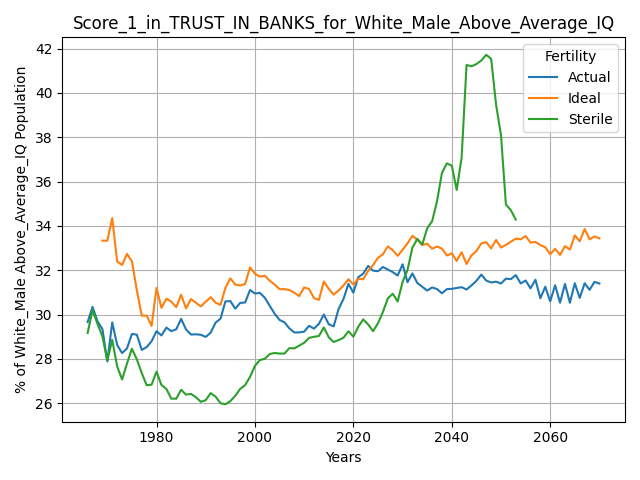 Score_1_in_TRUST_IN_BANKS_for_White_Male_Above_Average_IQ
% of White_Male Above_Average_IQ Population
42
40
38
36
34
32
30
28
26
Fertility
Actual
Ideal
Sterile
1980
2000
2020
2040
2060
Years